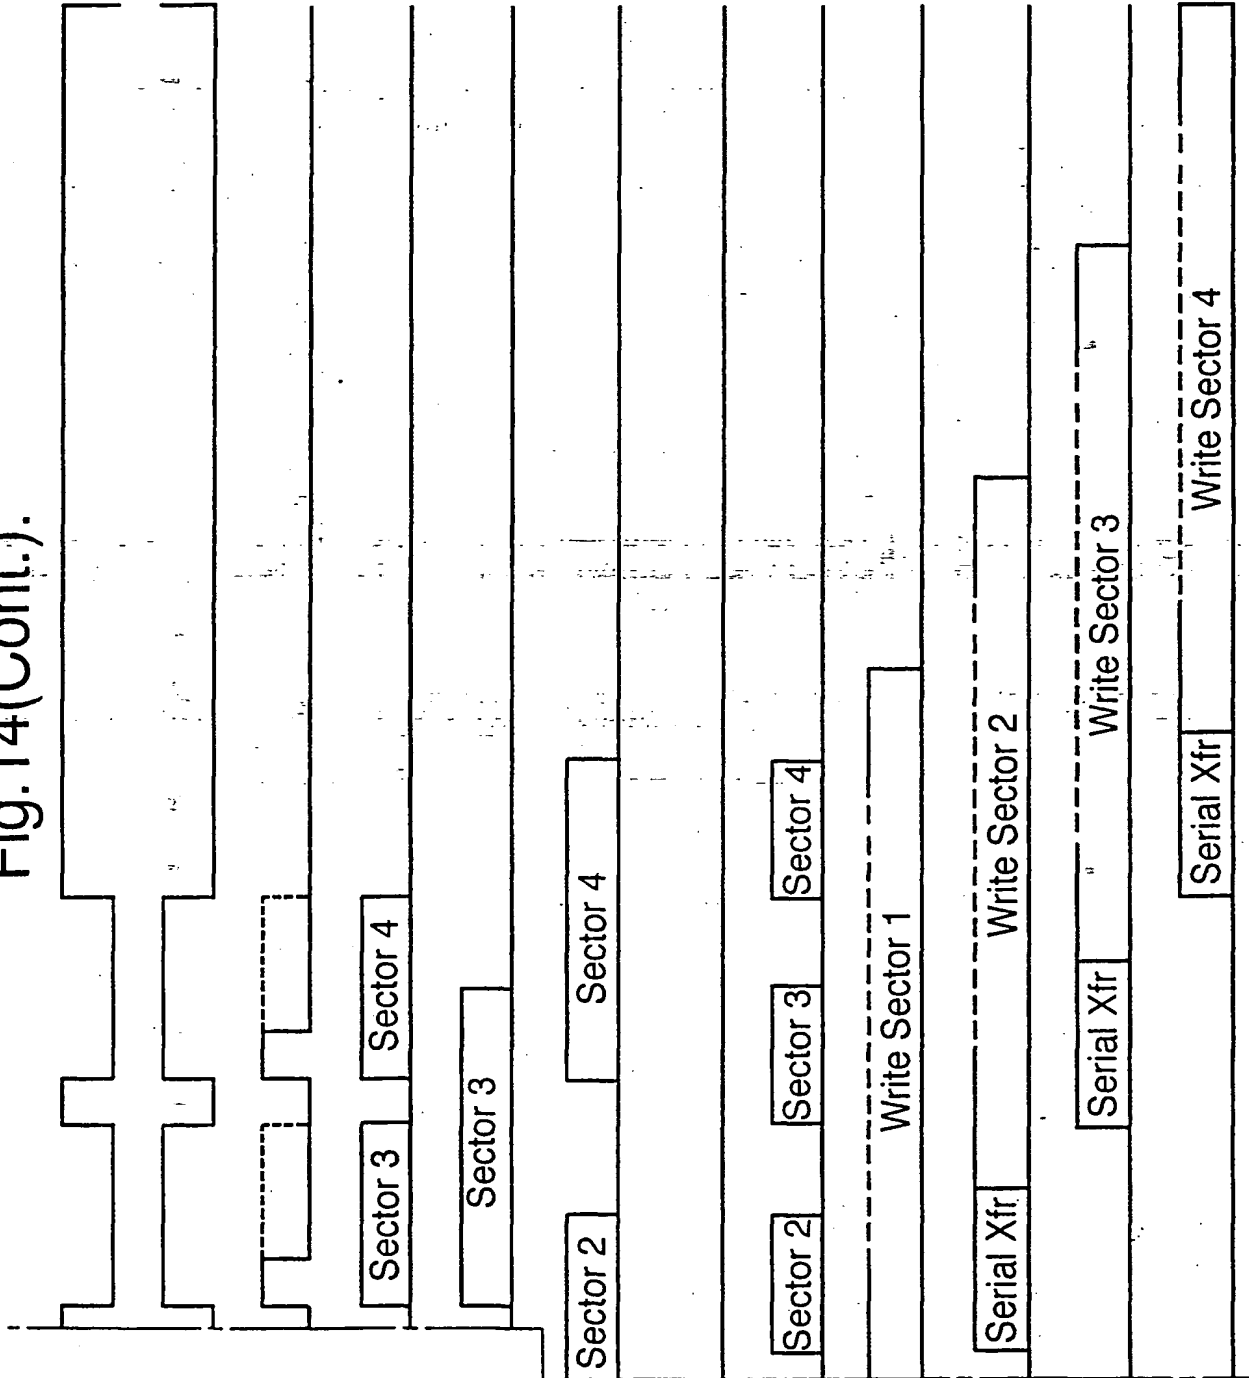 Fig.14(Cont.).
Sector 3
Sector 4
Sector 3
Sector 2
Sector 4
Sector 2
Sector 3
Sector 4
Write Sector 1
Serial Xfr
Write Sector 2
Serial Xfr
Write Sector 3
Serial Xfr
Write Sector 4